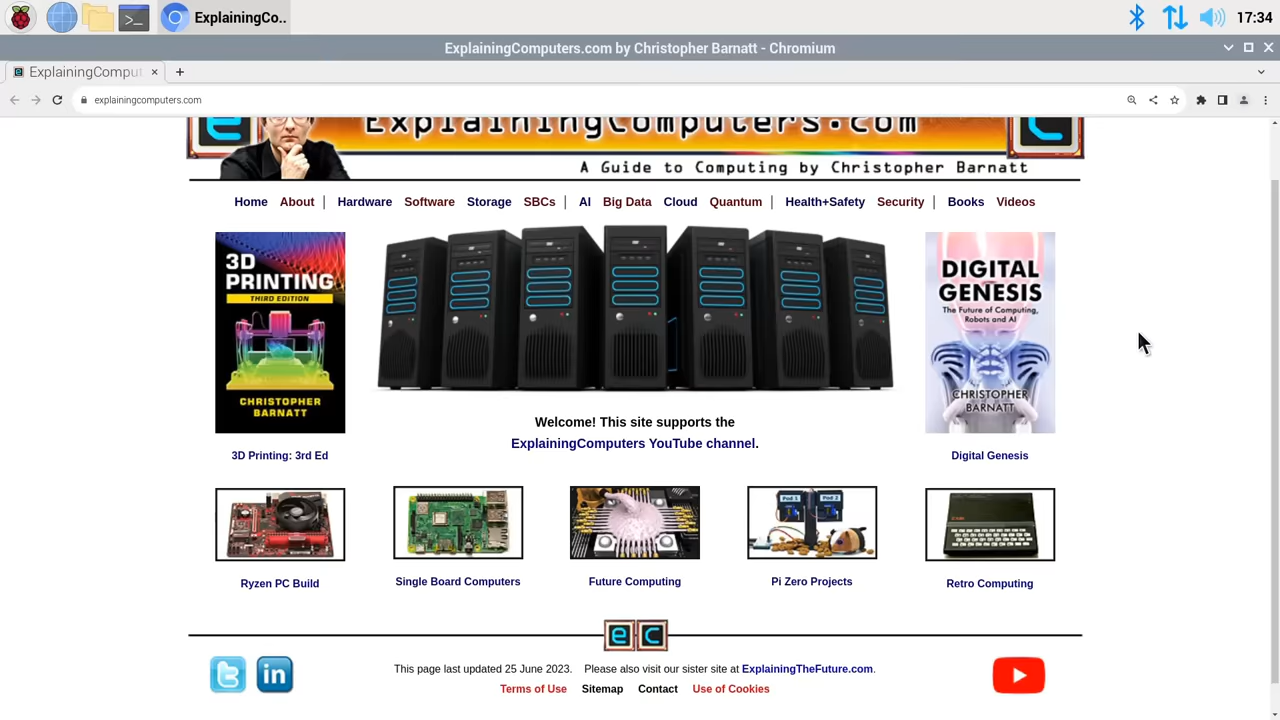 ExplainingCo..
17:34
ExplainingComputers.com by Christopher Barnatt - Chromium
ExplainingComput
explainingcomputers.com
ExplainingComputers.com
A Guide to Computing by Christopher Barnatt
Home About | Hardware Software Storage SBCs | AI Big Data Cloud Quantum | Health+Safety Security | Books Videos
3D
PRINTING
THIRD EDITION
CHRISTOPHER
BARNATT
DIGITAL
GENESIS
The Future of Computing,
Robots and AI
CHRISTOPHER
BARNATT
Welcome! This site supports the
ExplainingComputers YouTube channel.
3D Printing: 3rd Ed
Digital Genesis
Pod 1 Pod 2
Ryzen PC Build
Single Board Computers
Future Computing
Pi Zero Projects
Retro Computing
e c
This page last updated 25 June 2023. Please also visit our sister site at ExplainingTheFuture.com.
Terms of Use Sitemap Contact Use of Cookies